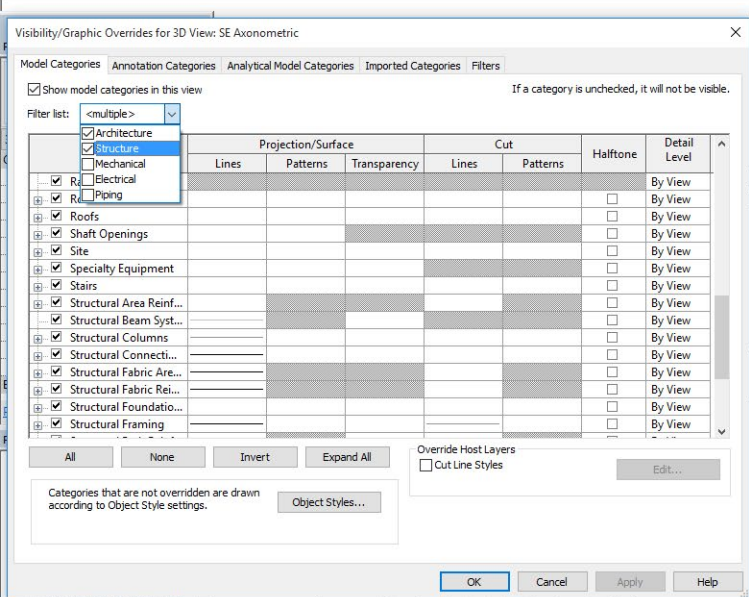 Visibility/Graphic Overrides for 3D View: SE Axonometric
Model Categories Annotation Categories Analytical Model Categories Imported Categories Filters
Show model categories in this view
If a category is unchecked, it will not be visible.
Filter list: <multiple>
Architecture
Structure
Mechanical
Electrical
Piping
Projection/Surface Cut Halftone Detail Level
Lines Patterns Transparency Lines Patterns
By View
By View
Roofs By View
Shaft Openings By View
Site By View
Specialty Equipment By View
Stairs By View
Structural Area Reinf... By View
Structural Beam Syst... By View
Structural Columns By View
Structural Connecti... By View
Structural Fabric Are... By View
Structural Fabric Rei... By View
Structural Foundatio... By View
Structural Framing By View
All None Invert Expand All
Override Host Layers
Cut Line Styles
Edit...
Categories that are not overridden are drawn
according to Object Style settings.
Object Styles...
OK Cancel Apply Help